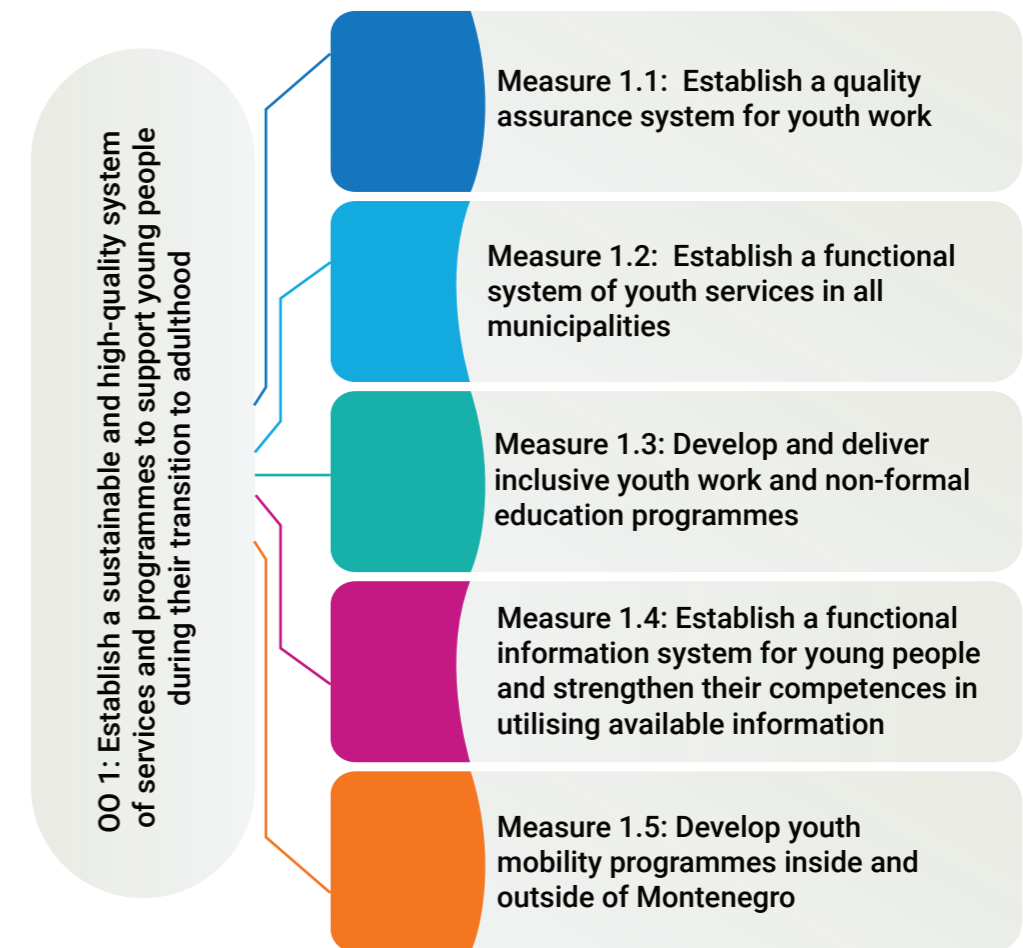 OO 1: Establish a sustainable and high-quality system
of services and programmes to support young people
during their transition to adulthood
Measure 1.1:  Establish a quality
assurance system for youth work
Measure 1.2:  Establish a functional
system of youth services in all
municipalities
Measure 1.3: Develop and deliver
inclusive youth work and non-formal
education programmes
Measure 1.4: Establish a functional
information system for young people
and strengthen their competences in
utilising available information
Measure 1.5: Develop youth
mobility programmes inside and
outside of Montenegro